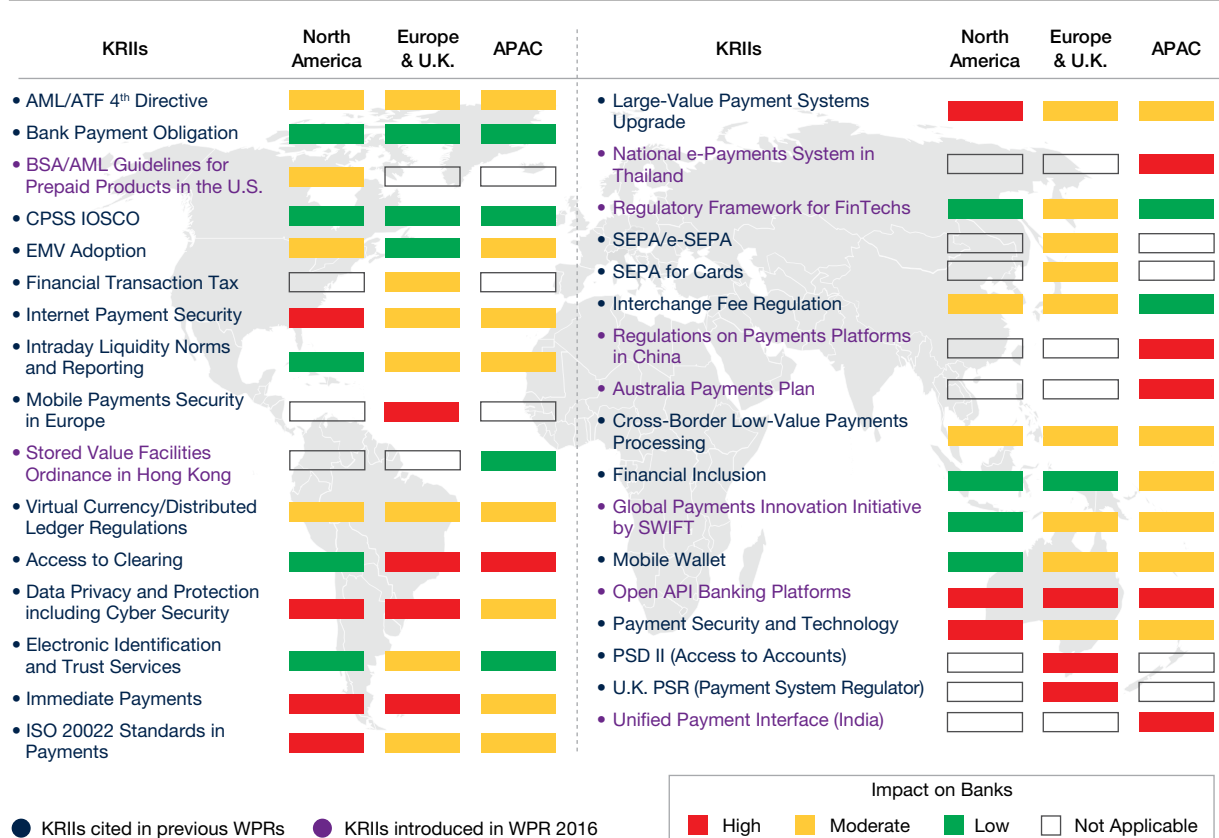 KRIIs
North
America
Europe
& U.K.
APAC
• AML/ATF 4th Directive
• Bank Payment Obligation
• BSA/AML Guidelines for
Prepaid Products in the U.S.
• CPSS IOSCO
• EMV Adoption
• Financial Transaction Tax
• Internet Payment Security
• Intraday Liquidity Norms
and Reporting
• Mobile Payments Security
in Europe
• Stored Value Facilities
Ordinance in Hong Kong
• Virtual Currency/Distributed
Ledger Regulations
• Access to Clearing
• Data Privacy and Protection
including Cyber Security
• Electronic Identification
and Trust Services
• Immediate Payments
• ISO 20022 Standards in
Payments
KRIIs
North
America
Europe
& U.K.
APAC
• Large-Value Payment Systems
Upgrade
• National e-Payments System in
Thailand
• Regulatory Framework for FinTechs
• SEPA/e-SEPA
• SEPA for Cards
• Interchange Fee Regulation
• Regulations on Payments Platforms
in China
• Australia Payments Plan
• Cross-Border Low-Value Payments
Processing
• Financial Inclusion
• Global Payments Innovation Initiative
by SWIFT
• Mobile Wallet
• Open API Banking Platforms
• Payment Security and Technology
• PSD II (Access to Accounts)
• U.K. PSR (Payment System Regulator)
• Unified Payment Interface (India)
KRIIs cited in previous WPRs
KRIIs introduced in WPR 2016
Impact on Banks
High
Moderate
Low
Not Applicable